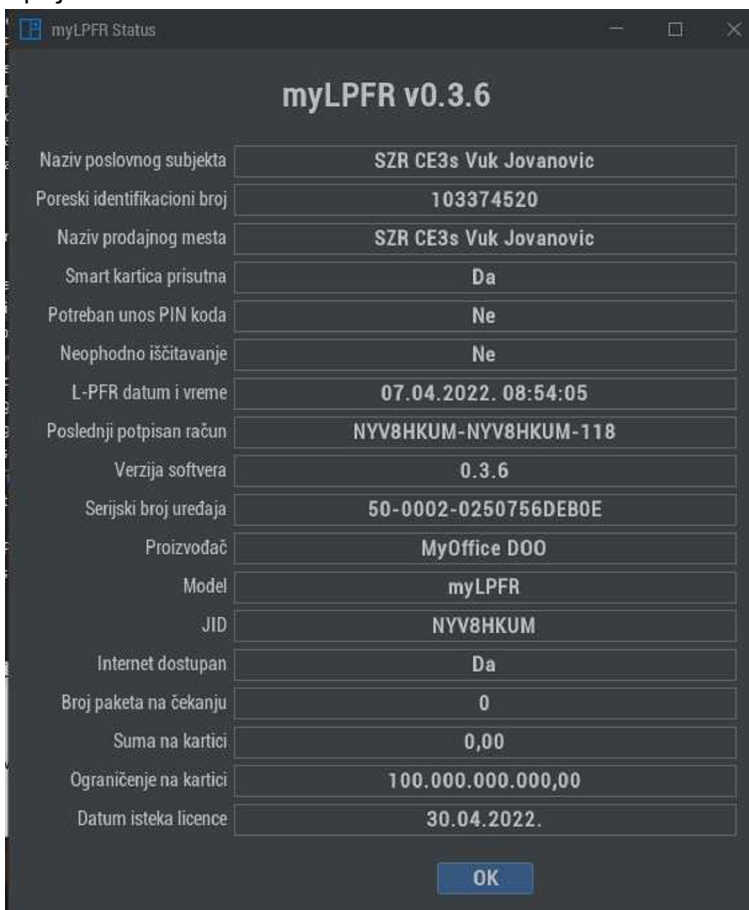 myLPFR Status
myLPFR v0.3.6
Naziv poslovnog subjekta SZR CE3s Vuk Jovanovic
Poreski identifikacioni broj 103374520
Naziv prodajnog mesta SZR CE3s Vuk Jovanovic
Smart kartica prisutna Da
Potreban unos PIN koda Ne
Neophodno iščitavanje Ne
L-PFR datum i vreme 07.04.2022. 08:54:05
Poslednji potpisan račun NYV8HKUM-NYV8HKUM-118
Verzija softvera 0.3.6
Serijski broj uređaja 50-0002-0250756DEB0E
Proizvođač MyOffice DOO
Model myLPFR
JID NYV8HKUM
Internet dostupan Da
Broj paketa na čekanju 0
Suma na kartici 0,00
Ograničenje na kartici 100.000.000.000,00
Datum isteka licence 30.04.2022.
OK